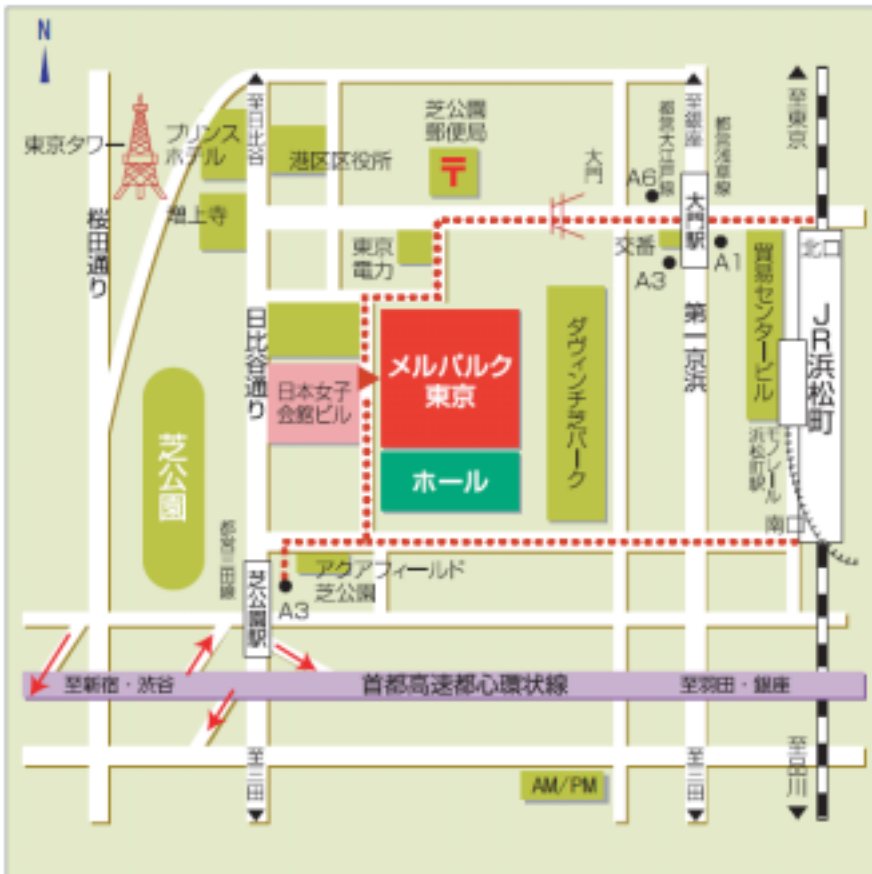 N
至日比谷
至銀座
至東京
東京タワー
プリンス
ホテル
港区区役所
芝公園
郵便局
〒
大門
都営大江戸線
都営浅草線
A6
大門駅
桜田通り
増上寺
東京
電力
交番
A3
A1
北口
貿易センタービル
JR浜松町
日比谷通り
メルパルク
東京
第一京浜
日本女子
会館ビル
ダヴィンチ芝パーク
芝公園
ホール
モノレール
浜松町駅
南口
都営三田線
芝公園駅
アクアフィールド
芝公園
A3
至新宿・渋谷
首都高速都心環状線
至羽田・銀座
至三田
至三田
至品川
AM/PM